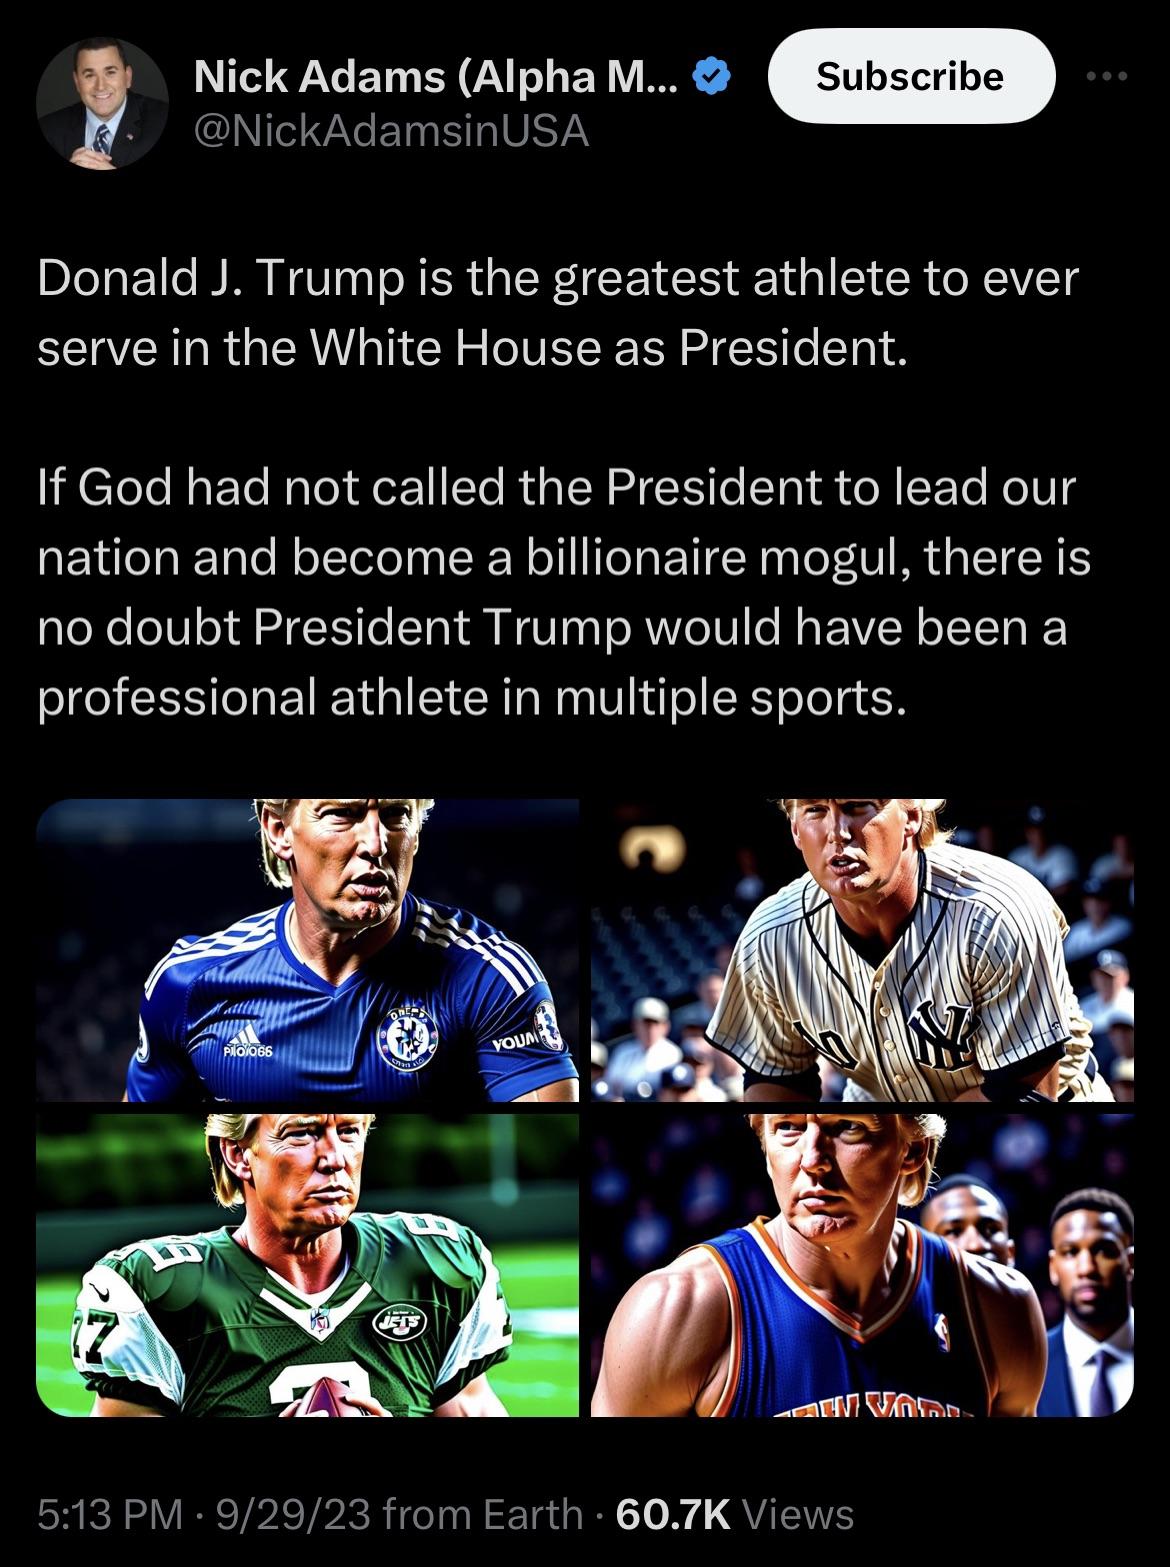 Nick Adams (Alpha M...
Subscribe
@NickAdamsinUSA
Donald J. Trump is the greatest athlete to ever
serve in the White House as President.
If God had not called the President to lead our
nation and become a billionaire mogul, there is
no doubt President Trump would have been a
professional athlete in multiple sports.
YOUN
NY
JETS
NEW YORK
5:13 PM · 9/29/23 from Earth · 60.7K Views